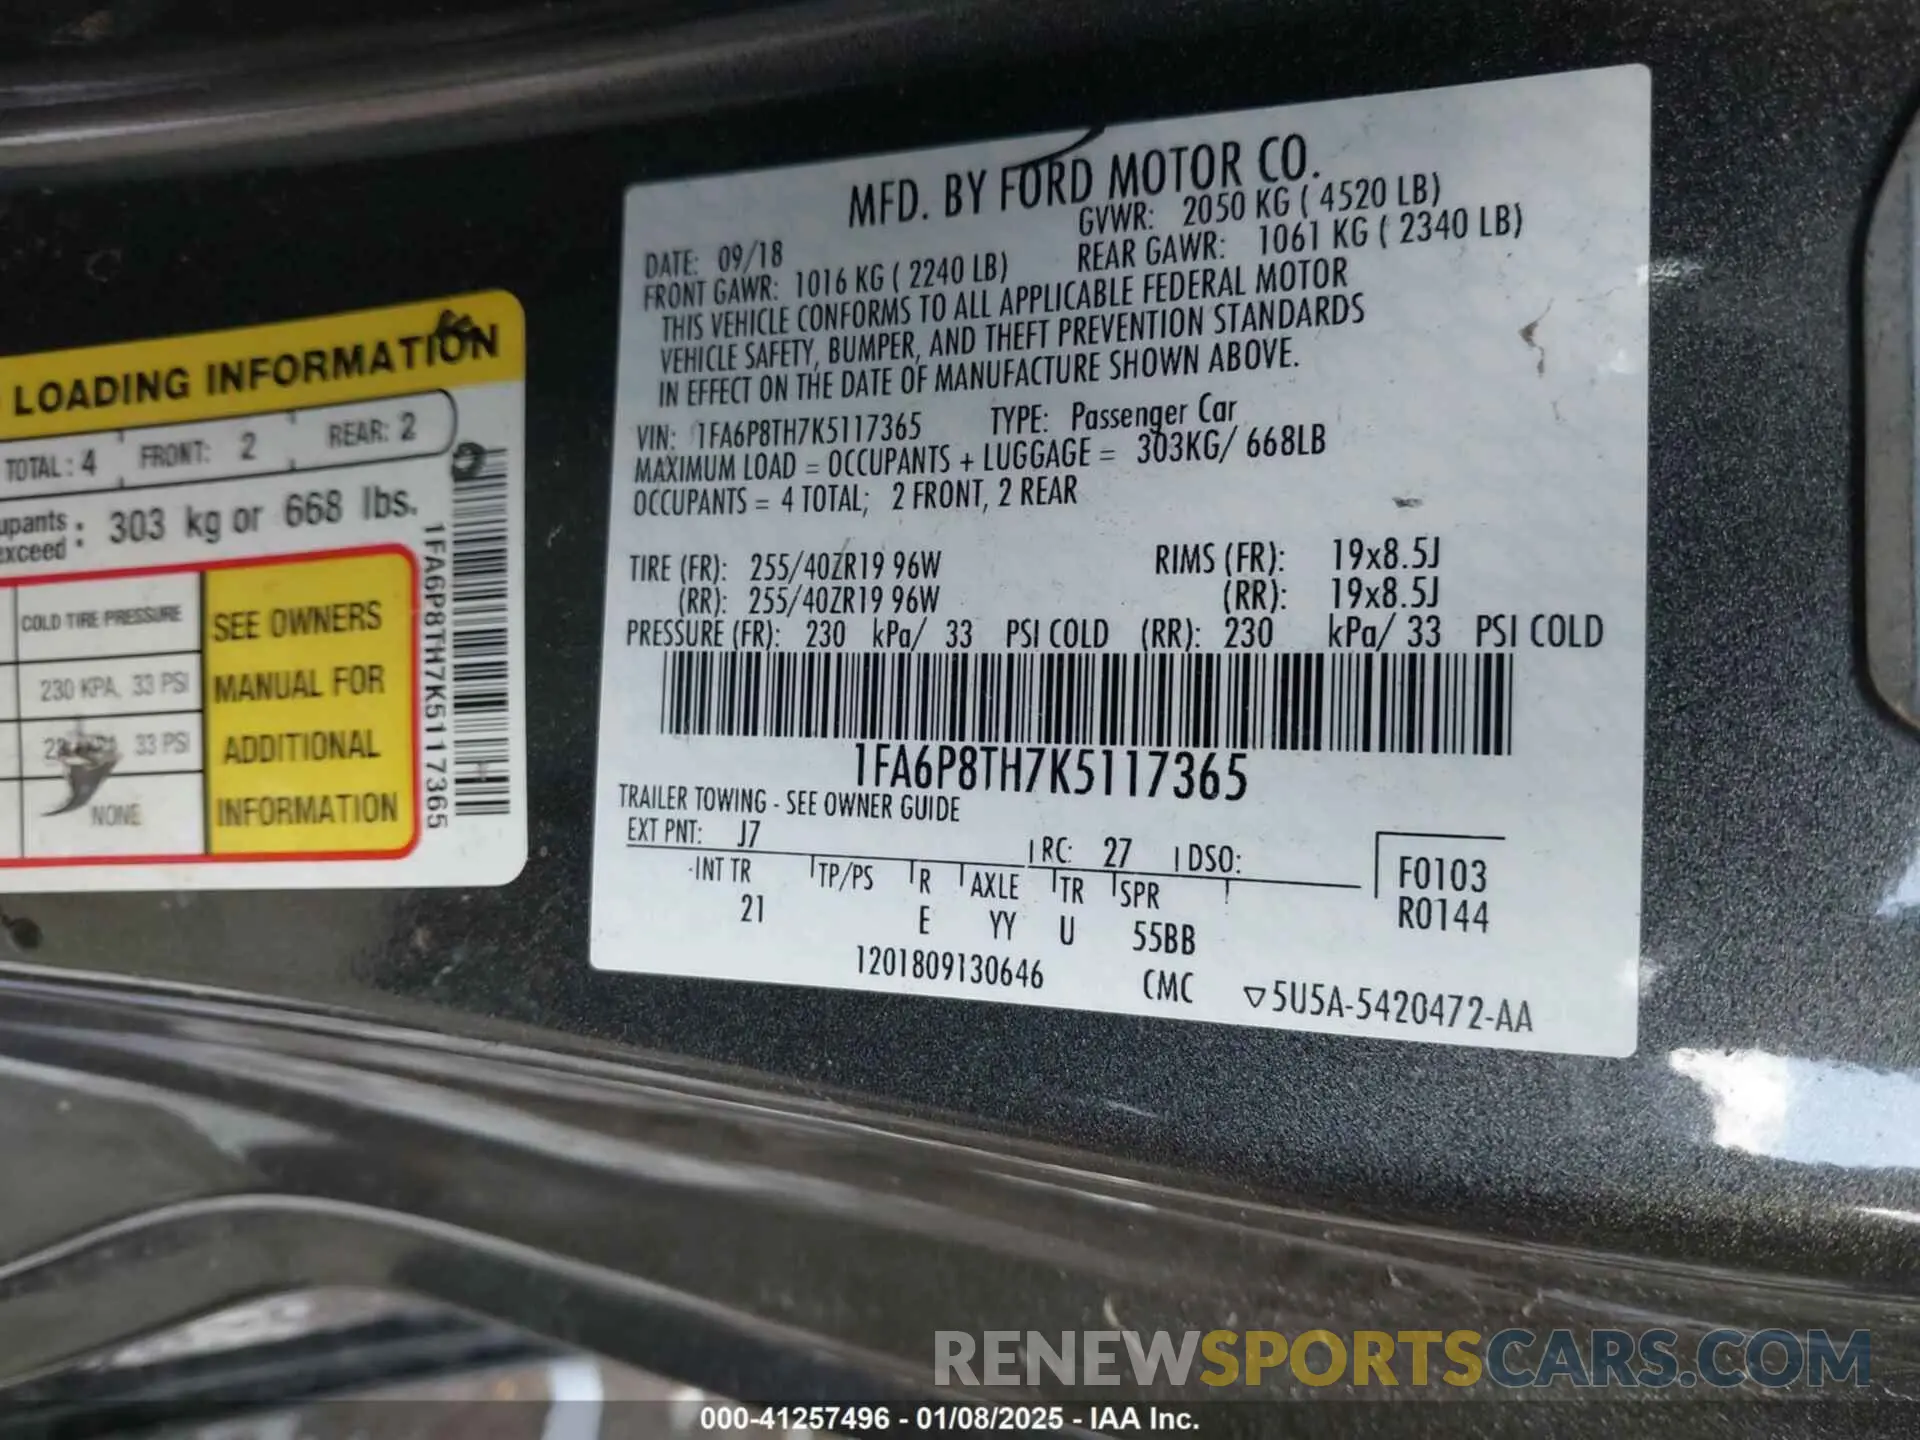 LOADING INFORMATION
TOTAL: 4 FRONT: 2 REAR: 2
upants
exceed : 303 kg or 668 lbs.
COLD TIRE PRESSURE
230 KPA, 33 PSI
33 PSI
NONE
SEE OWNERS
MANUAL FOR
ADDITIONAL
INFORMATION
1FA6P8TH7K5117365
MFD. BY FORD MOTOR CO.
DATE: 09/18 GVWR: 2050 KG ( 4520 LB)
FRONT GAWR: 1016 KG ( 2240 LB) REAR GAWR: 1061 KG ( 2340 LB)
THIS VEHICLE CONFORMS TO ALL APPLICABLE FEDERAL MOTOR
VEHICLE SAFETY, BUMPER, AND THEFT PREVENTION STANDARDS
IN EFFECT ON THE DATE OF MANUFACTURE SHOWN ABOVE.
VIN: 1FA6P8TH7K5117365 TYPE: Passenger Car
MAXIMUM LOAD = OCCUPANTS + LUGGAGE = 303KG/ 668LB
OCCUPANTS = 4 TOTAL; 2 FRONT, 2 REAR
TIRE (FR): 255/40ZR19 96W RIMS (FR): 19x8.5J
(RR): 255/40ZR19 96W (RR): 19x8.5J
PRESSURE (FR): 230 kPa/ 33 PSI COLD (RR): 230 kPa/ 33 PSI COLD
1FA6P8TH7K5117365
TRAILER TOWING - SEE OWNER GUIDE
EXT PNT: J7 RC: 27 DSO: F0103
INT TR TP/PS R AXLE TR SPR R0144
21 E YY U 55BB
1201809130646 CMC 5U5A-5420472-AA
RENEWSPORTSCARS.COM
000-41257496 - 01/08/2025 - IAA Inc.